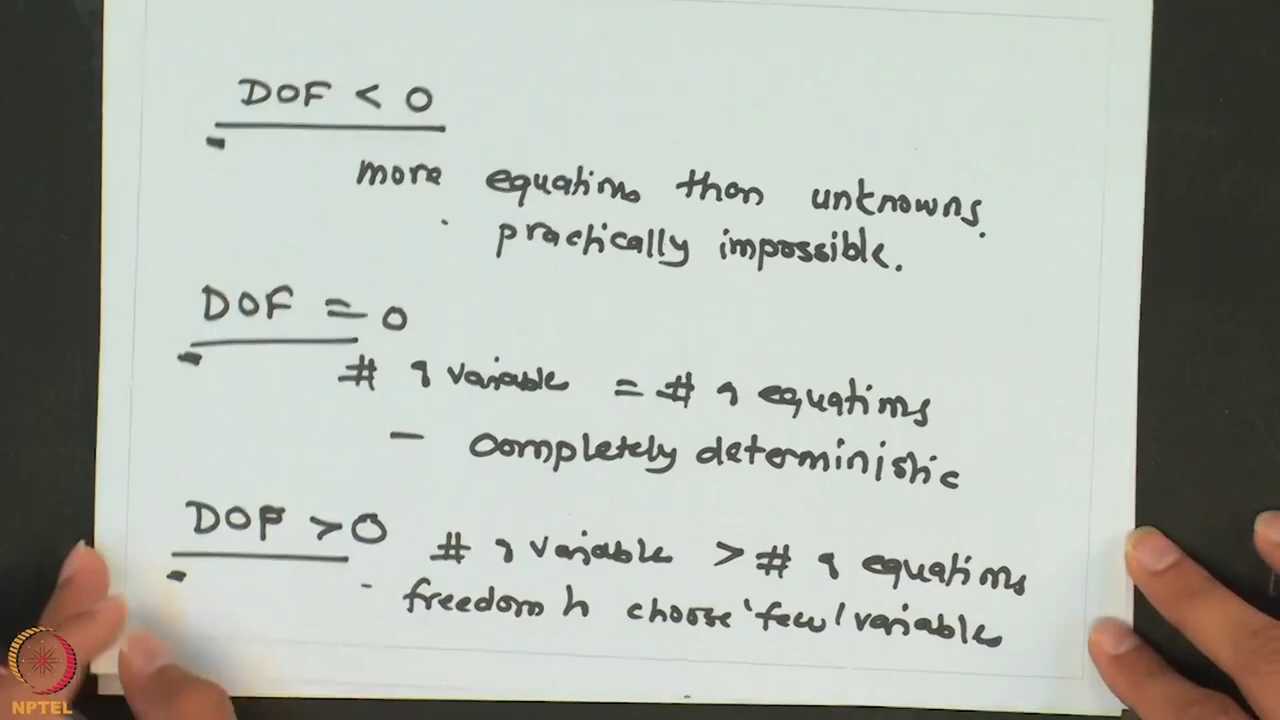 DOF < 0
more equations than unknowns.
· practically impossible.
DOF = 0
# of variable = # of equations
- completely deterministic
DOF > 0 # of variable > # of equations
- freedom to choose 'few' variables
NPTEL